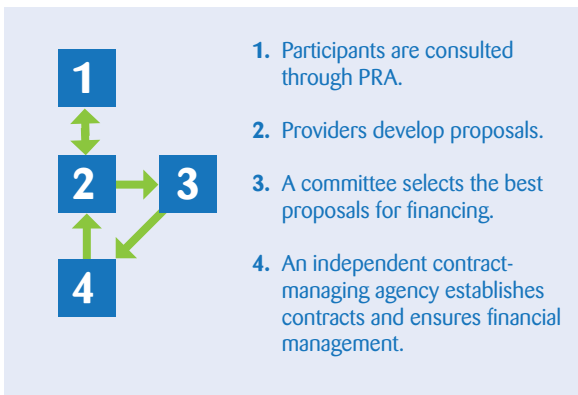 1
2
3
4
1. Participants are consulted
through PRA.
2. Providers develop proposals.
3. A committee selects the best
proposals for financing.
4. An independent contract-
managing agency establishes
contracts and ensures financial
management.